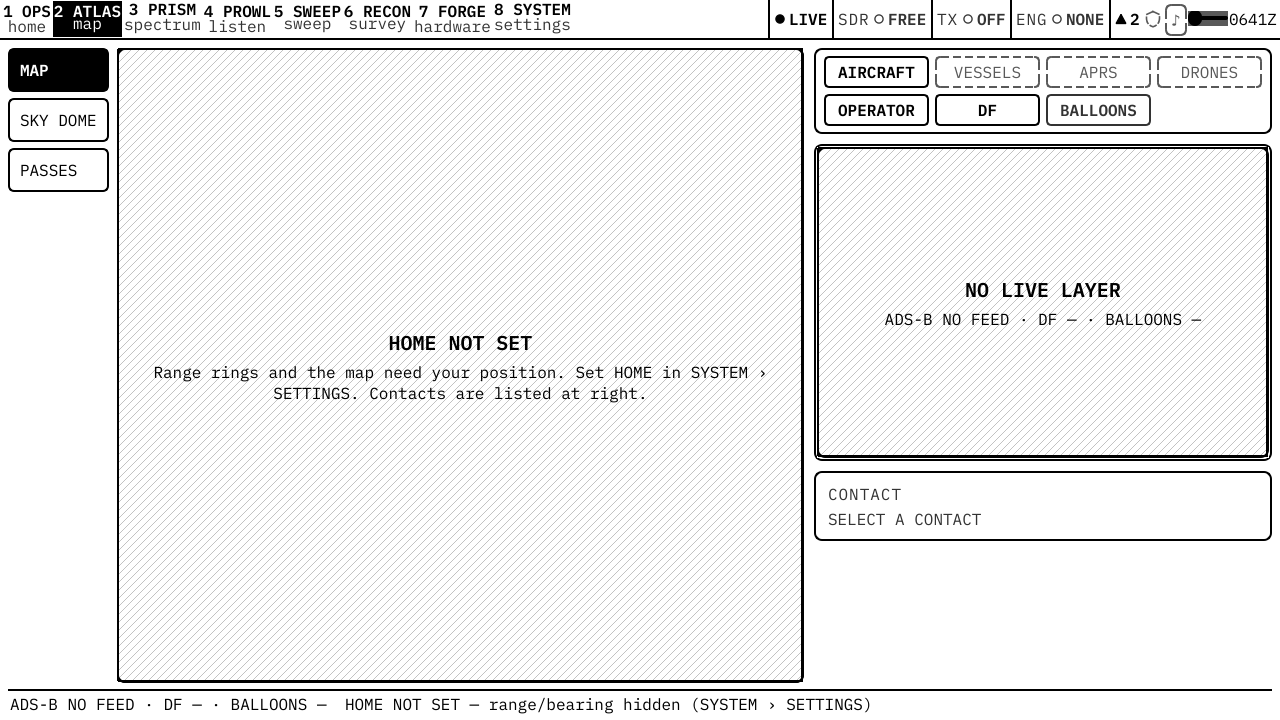 1 OPS 2 ATLAS 3 PRISM 4 PROWL 5 SWEEP 6 RECON 7 FORGE 8 SYSTEM
home map spectrum listen sweep survey hardware settings
● LIVE SDR ○ FREE TX ○ OFF ENG ○ NONE ▲ 2 ♪ 0641Z
MAP
SKY DOME
PASSES
HOME NOT SET
Range rings and the map need your position. Set HOME in SYSTEM ›
SETTINGS. Contacts are listed at right.
AIRCRAFT VESSELS APRS DRONES
OPERATOR DF BALLOONS
NO LIVE LAYER
ADS-B NO FEED · DF — · BALLOONS —
CONTACT
SELECT A CONTACT
ADS-B NO FEED · DF — · BALLOONS — HOME NOT SET — range/bearing hidden (SYSTEM › SETTINGS)